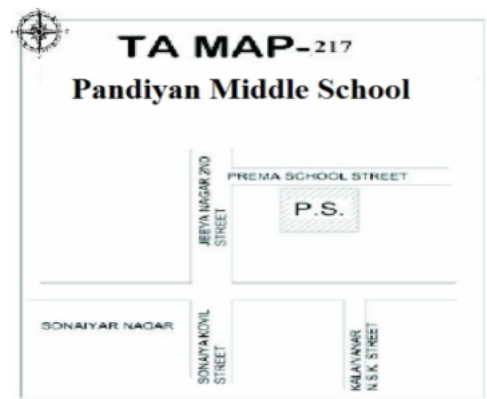 TA MAP-217
Pandiyan Middle School
JEEVA NAGAR 2ND
STREET
PREMA SCHOOL STREET
P.S.
SONAIYAR NAGAR
SONAIYA KOVIL
STREET
KALAIVANAR
N.S.K. STREET